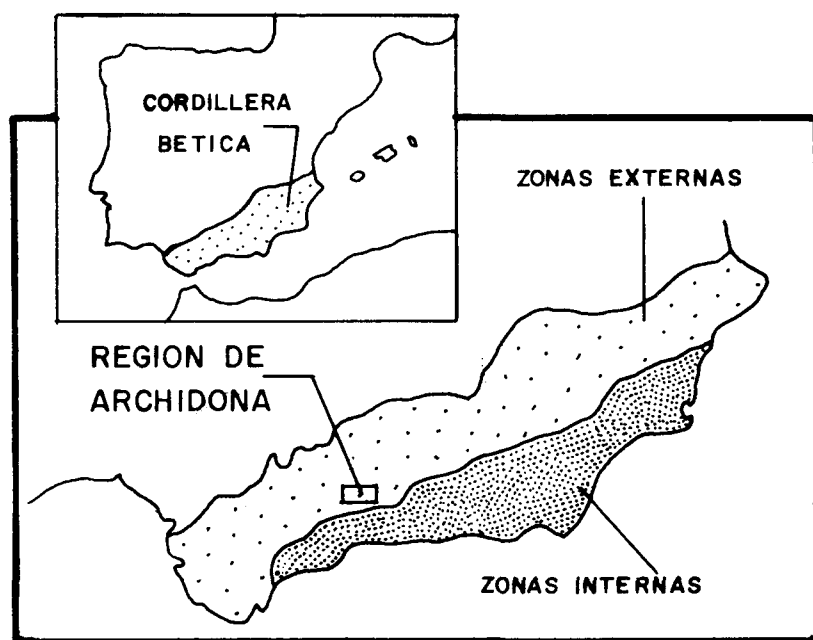 CORDILLERA
BETICA
ZONAS EXTERNAS
REGION DE
ARCHIDONA
ZONAS INTERNAS